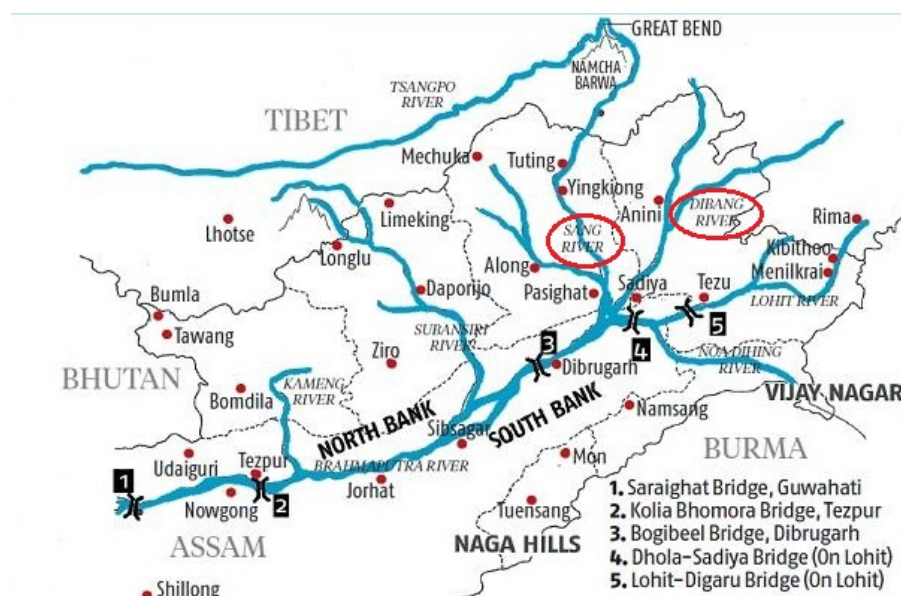 GREAT BEND
NAMCHA
BARWA
TSANGPO
RIVER
TIBET
Mechuka
Tuting
Yingkiong
Anini
DIBANG
RIVER
Rima
Limeking
Lhotse
SANG
RIVER
Longlu
Kibithoo
Menilkrai
Along
Pasighat
Sadiya
Tezu
LOHIT RIVER
Daporijo
Bumla
Tawang
SUBANSIRI
RIVER
3
4
5
Ziro
Dibrugarh
NOA DIHING
RIVER
BHUTAN
KAMENG
RIVER
Bomdila
VIJAY NAGAR
NORTH BANK
SOUTH BANK
Namsang
Sibsagar
BURMA
Udaiguri
Tezpur
BRAHMAPUTRA RIVER
Mon
1
2
Nowgong
Jorhat
Tuensang
ASSAM
NAGA HILLS
Shillong
1. Saraighat Bridge, Guwahati
2. Kolia Bhomora Bridge, Tezpur
3. Bogibeel Bridge, Dibrugarh
4. Dhola-Sadiya Bridge (On Lohit)
5. Lohit-Digaru Bridge (On Lohit)